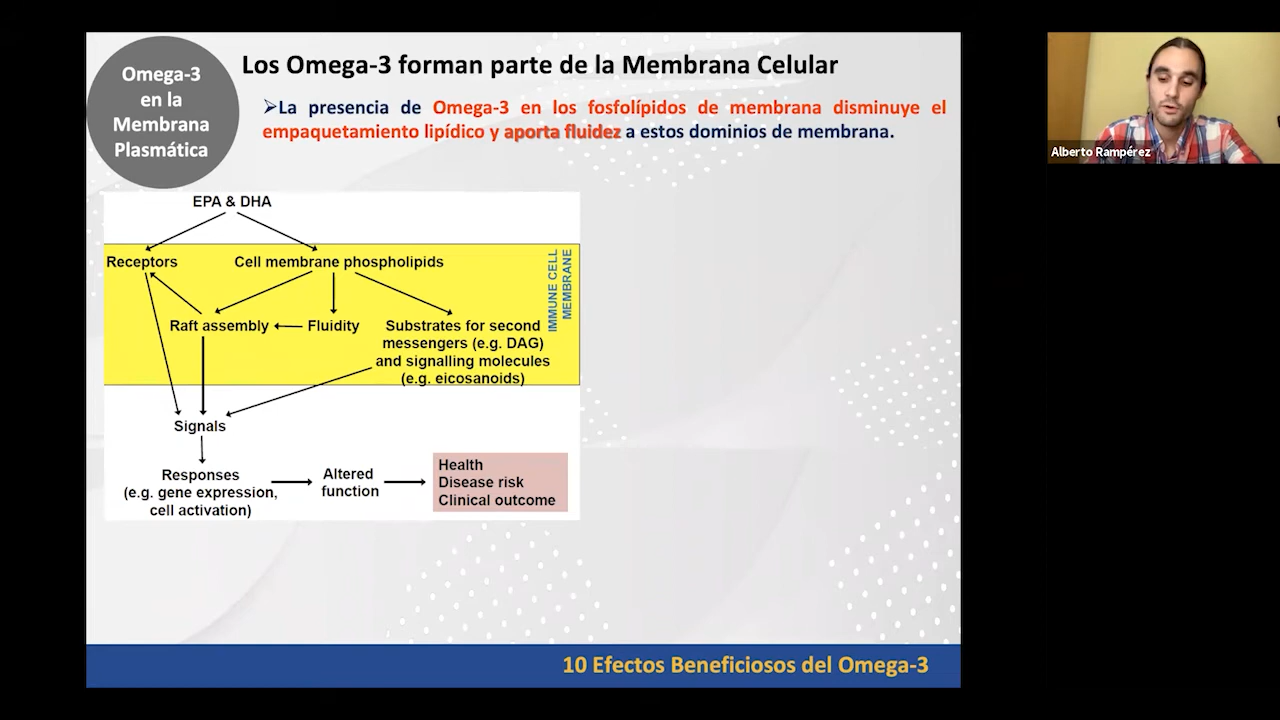 Omega-3
en la
Membrana
Plasmática
Los Omega-3 forman parte de la Membrana Celular
➢La presencia de Omega-3 en los fosfolípidos de membrana disminuye el
empaquetamiento lipídico y aporta fluidez a estos dominios de membrana.
Alberto Rampérez
EPA & DHA
Receptors
Cell membrane phospholipids
IMMUNE CELL
MEMBRANE
Raft assembly
Fluidity
Substrates for second
messengers (e.g. DAG)
and signalling molecules
(e.g. eicosanoids)
Signals
Responses
(e.g. gene expression,
cell activation)
Altered
function
Health
Disease risk
Clinical outcome
10 Efectos Beneficiosos del Omega-3